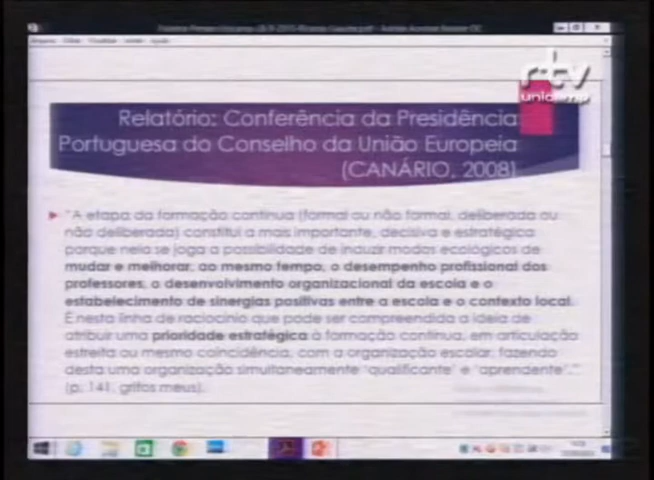 rtv
unicamp
Relatório: Conferência da Presidência
Portuguesa do Conselho da União Europeia
(CANÁRIO, 2008)
"A etapa da formação contínua (formal ou não formal, deliberada ou
não deliberada) constitui a mais importante, decisiva e estratégica
porque nela se joga a possibilidade de induzir modos ecológicos de
mudar e melhorar, ao mesmo tempo, o desempenho profissional dos
professores, o desenvolvimento organizacional da escola e o
estabelecimento de sinergias positivas entre a escola e o contexto local.
É nesta linha de raciocínio que pode ser compreendida a ideia de
atribuir uma prioridade estratégica à formação contínua, em articulação
estreita ou mesmo coincidência, com a organização escolar, fazendo
desta uma organização simultaneamente 'qualificante' e 'aprendente'."
(p. 141, grifos meus).